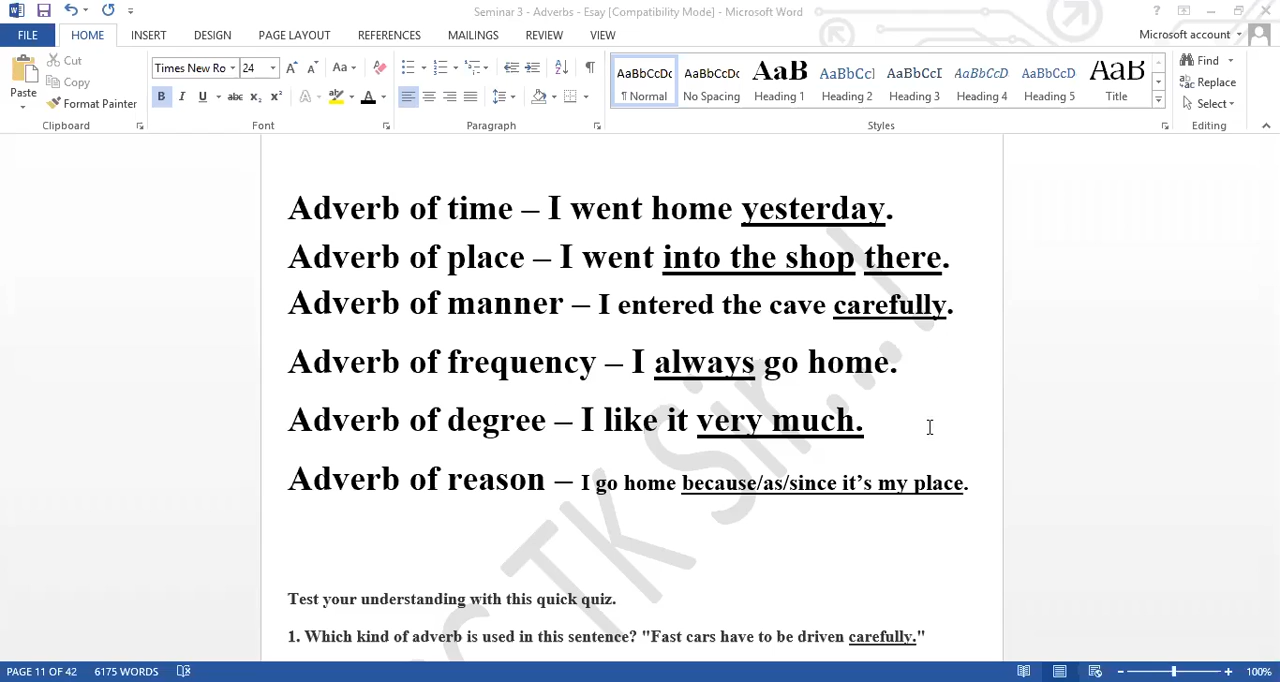 Seminar 3 - Adverbs - Esay [Compatibility Mode] - Microsoft Word
FILE HOME INSERT DESIGN PAGE LAYOUT REFERENCES MAILINGS REVIEW VIEW Microsoft account
Paste Cut Copy Format Painter
Times New Ro 24
AaBbCcDc AaBbCcDc AaB AaBbCcl AaBbCcI AaBbCcD AaBbCcD AaB
¶ Normal No Spacing Heading 1 Heading 2 Heading 3 Heading 4 Heading 5 Title
Find Replace Select
Clipboard Font Paragraph Styles Editing
Adverb of time – I went home yesterday.
Adverb of place – I went into the shop there.
Adverb of manner – I entered the cave carefully.
Adverb of frequency – I always go home.
Adverb of degree – I like it very much.
Adverb of reason – I go home because/as/since it's my place.
Test your understanding with this quick quiz.
1. Which kind of adverb is used in this sentence? "Fast cars have to be driven carefully."
TK Sir...!
PAGE 11 OF 42 6175 WORDS 100%